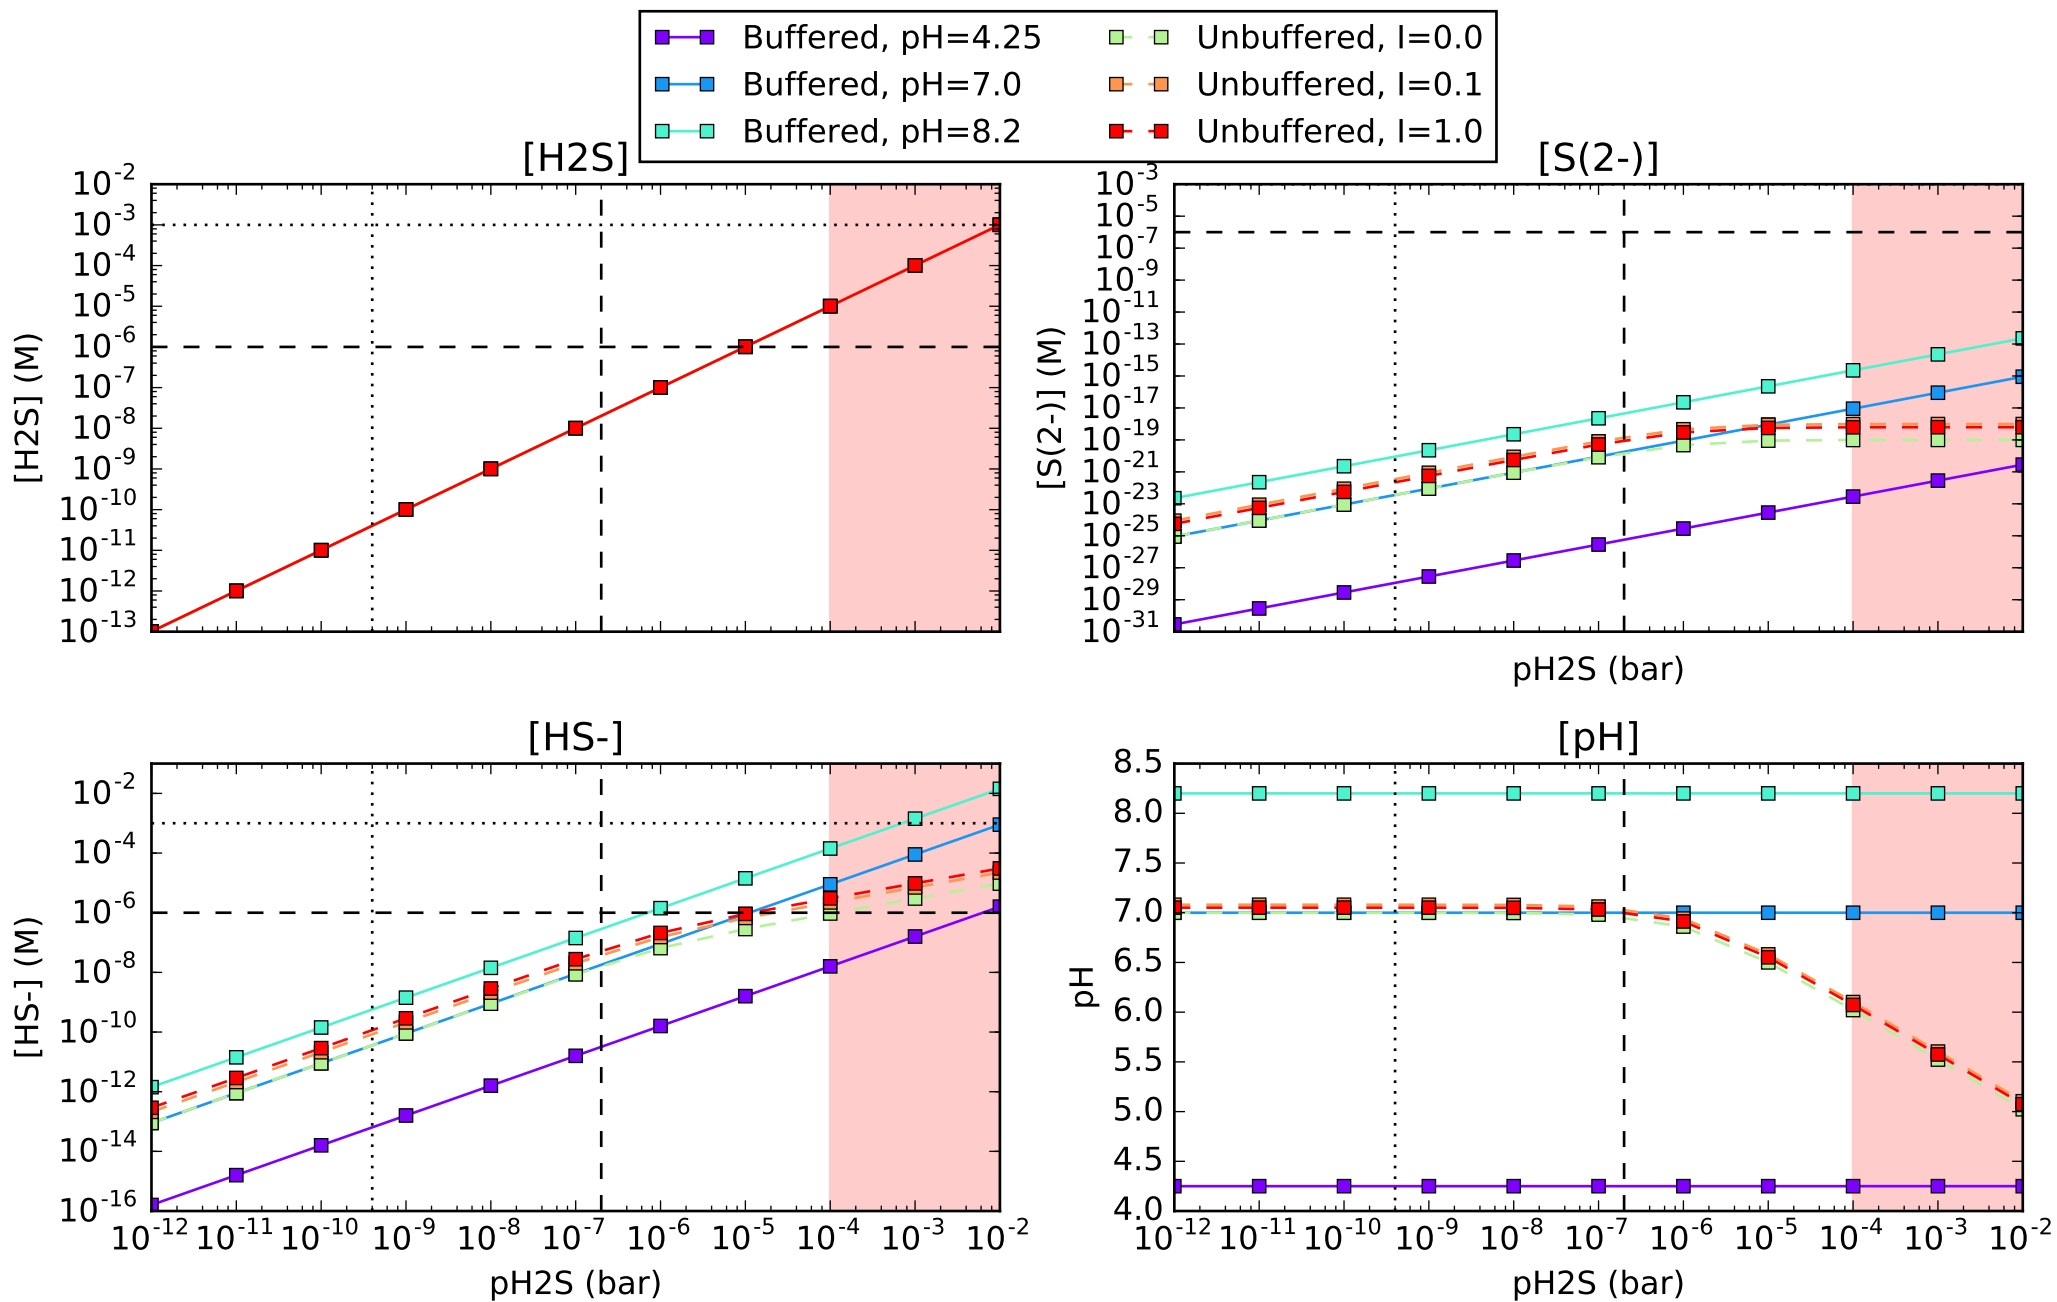 Buffered, pH=4.25
Buffered, pH=7.0
Buffered, pH=8.2
Unbuffered, I=0.0
Unbuffered, I=0.1
Unbuffered, I=1.0
[H2S]
10^-2
10^-3
10^-4
10^-5
10^-6
10^-7
10^-8
10^-9
10^-10
10^-11
10^-12
10^-13
[H2S] (M)
[S(2-)]
10^-3
10^-5
10^-7
10^-9
10^-11
10^-13
10^-15
10^-17
10^-19
10^-21
10^-23
10^-25
10^-27
10^-29
10^-31
[S(2-)] (M)
pH2S (bar)
[HS-]
10^-2
10^-4
10^-6
10^-8
10^-10
10^-12
10^-14
10^-16
[HS-] (M)
10^-12 10^-11 10^-10 10^-9 10^-8 10^-7 10^-6 10^-5 10^-4 10^-3 10^-2
pH2S (bar)
[pH]
8.5
8.0
7.5
7.0
6.5
6.0
5.5
5.0
4.5
4.0
pH
10^-12 10^-11 10^-10 10^-9 10^-8 10^-7 10^-6 10^-5 10^-4 10^-3 10^-2
pH2S (bar)